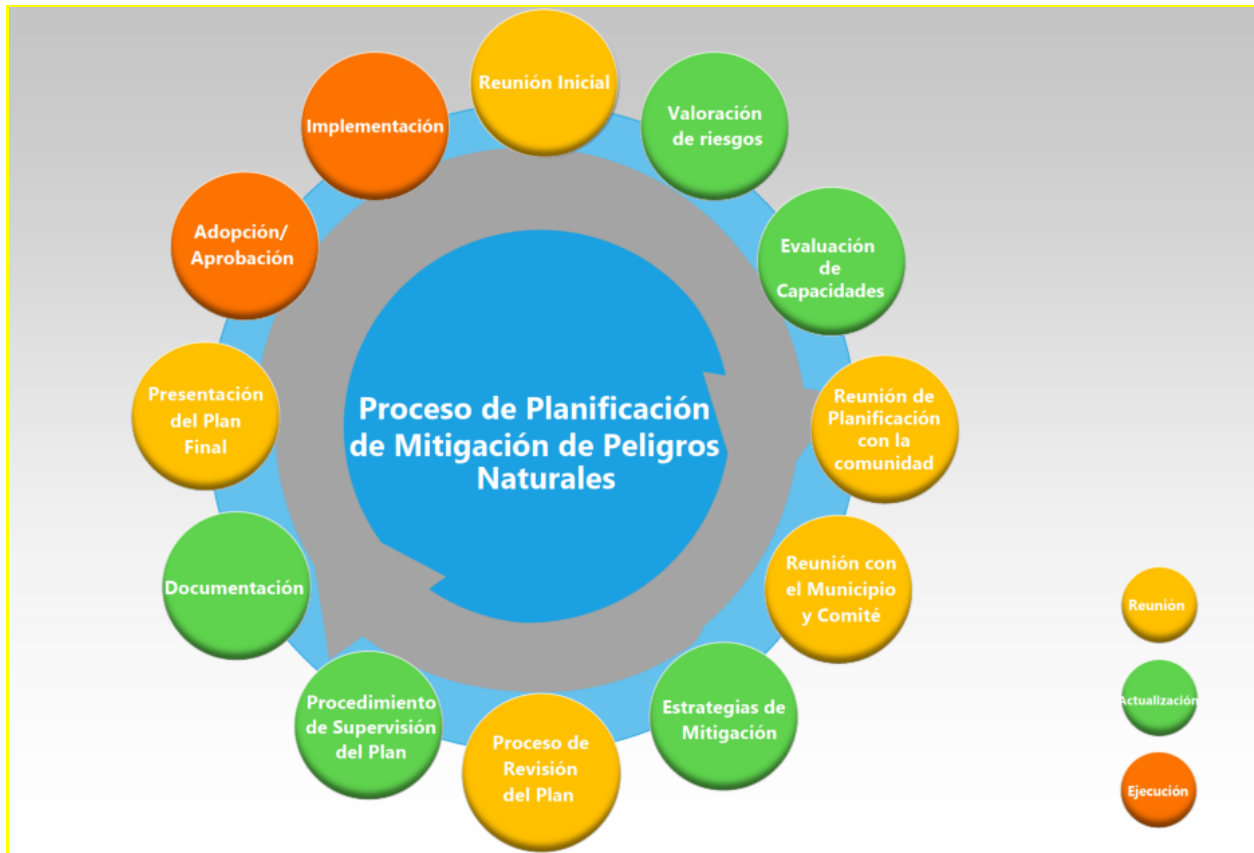 Reunión Inicial
Valoración
de riesgos
Evaluación
de
Capacidades
Reunión de
Planificación
con la
comunidad
Reunión con
el Municipio
y Comité
Estrategias de
Mitigación
Proceso de
Revisión
del Plan
Procedimiento
de Supervisión
del Plan
Documentación
Presentación
del Plan
Final
Adopción/
Aprobación
Implementación
Proceso de Planificación
de Mitigación de Peligros
Naturales
Reunión
Actualización
Ejecución